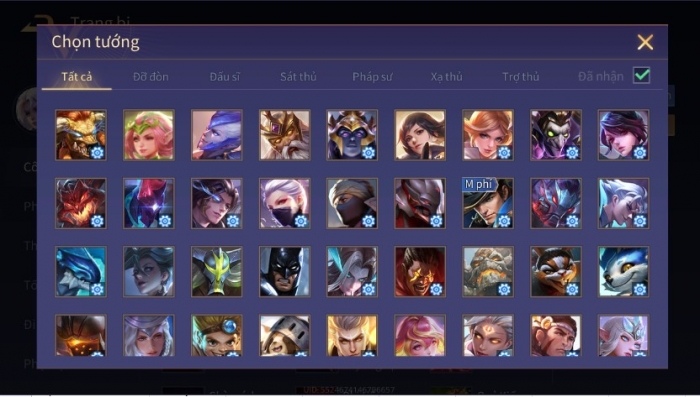 Trang bị
Chọn tướng
Tất cả
Đỡ đòn
Đấu sĩ
Sát thủ
Pháp sư
Xạ thủ
Trợ thủ
Đã nhận
M phí